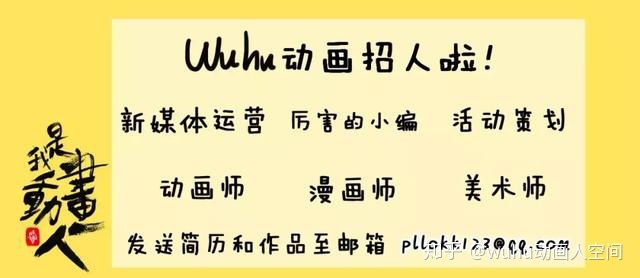 Wuhu动画招人啦!
新媒体运营 厉害的小编 活动策划
动画师 漫画师 美术师
发送简历和作品至邮箱 pllgkt123@qq.com
我是動畫人
知乎 @wuhu动画人空间